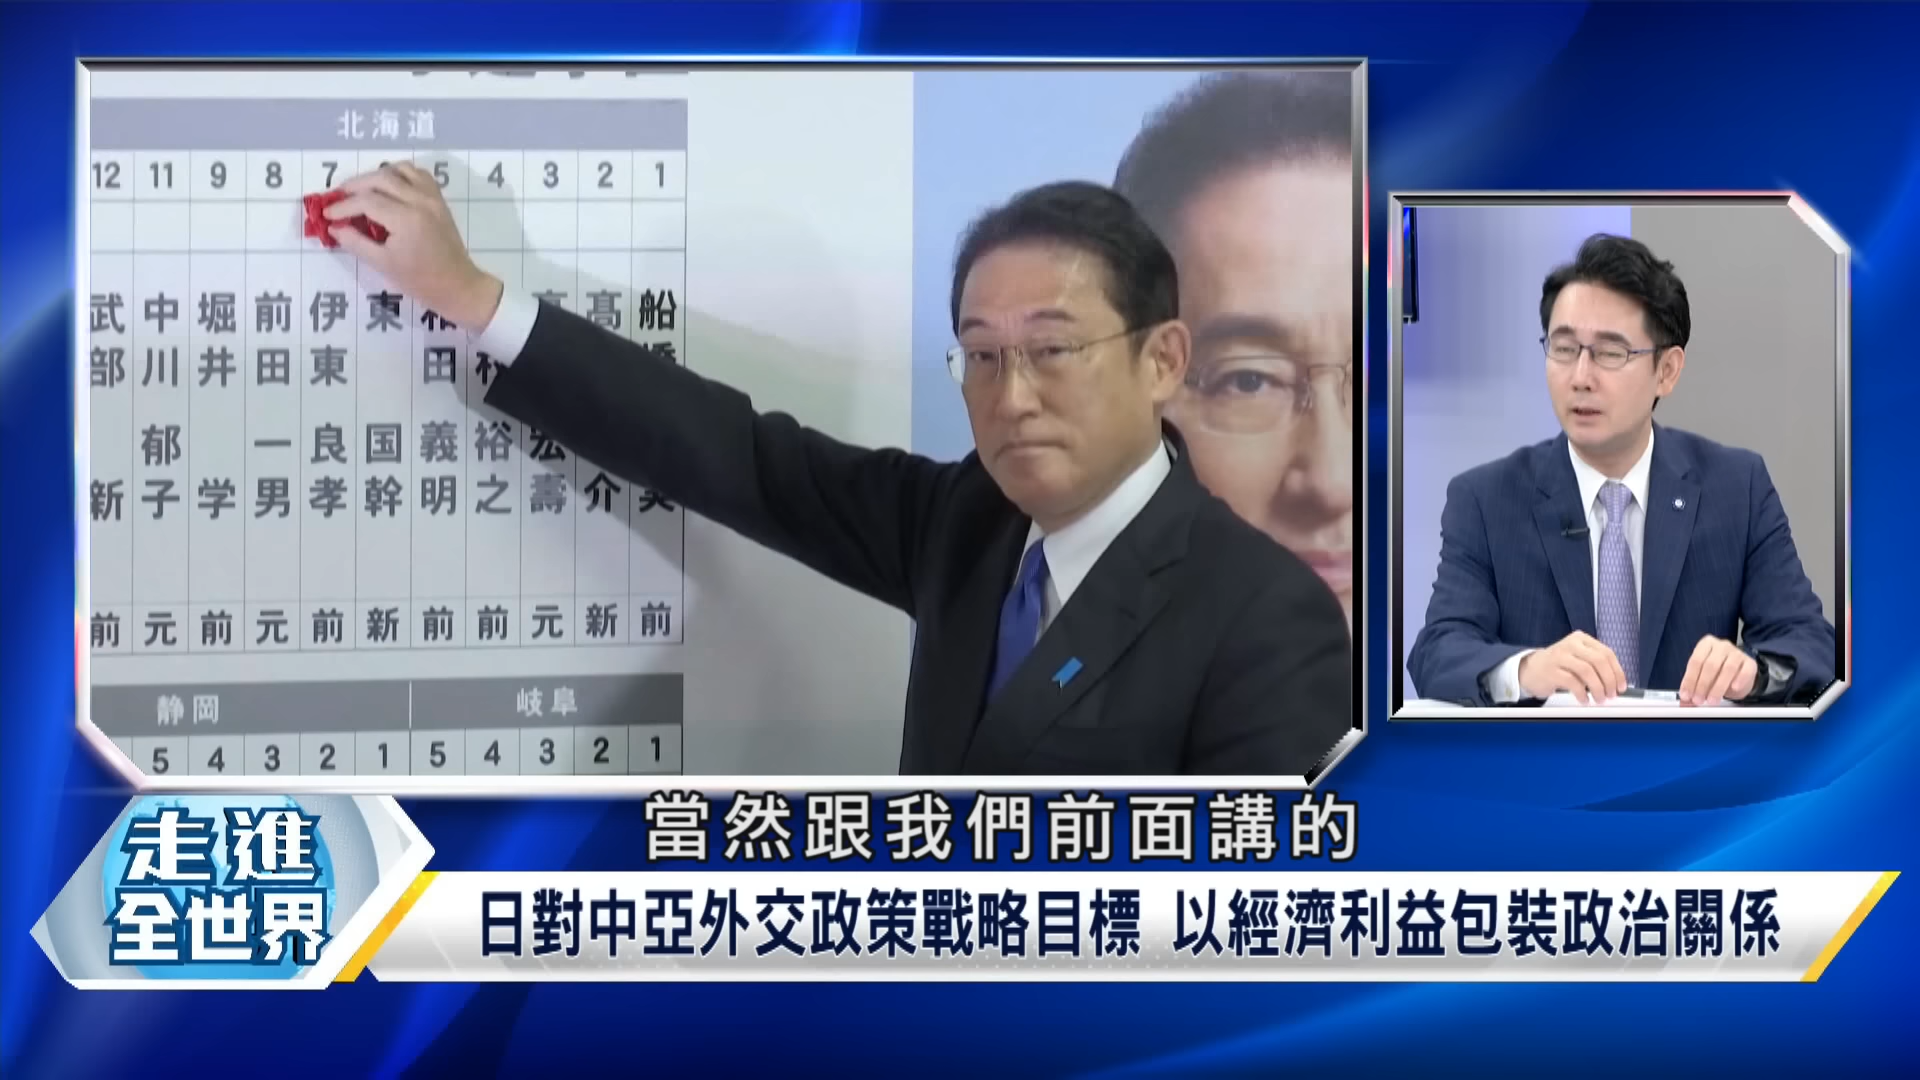 北海道
12 11 9 8 7 5 4 3 2 1
武部 新
中川 郁子
堀井 学
前田 一男
伊東 良孝
東 国幹
和田 義明
裕之
宏壽
髙 介
船橋
前 元 前 元 前 新 前 前 元 新 前
静岡 岐阜
5 4 3 2 1 5 4 3 2 1
當然跟我們前面講的
走進
全世界
日對中亞外交政策戰略目標 以經濟利益包裝政治關係